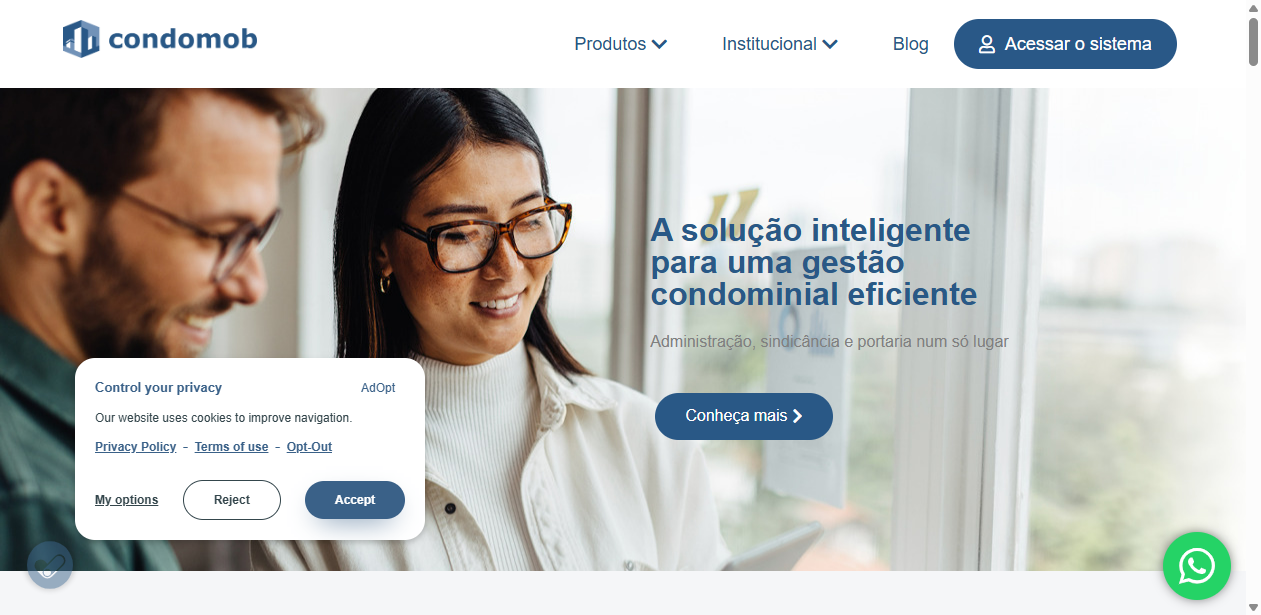 condomob
Produtos
Institucional
Blog
Acessar o sistema
A solução inteligente
para uma gestão
condominial eficiente
Administração, sindicância e portaria num só lugar
Conheça mais
Control your privacy
AdOpt
Our website uses cookies to improve navigation.
Privacy Policy - Terms of use - Opt-Out
My options
Reject
Accept